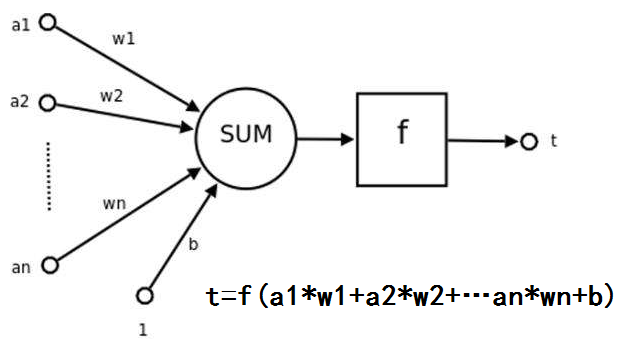 a1
w1
a2
w2
SUM
f
t
wn
an
b
t=f(a1*w1+a2*w2+…an*wn+b)
1